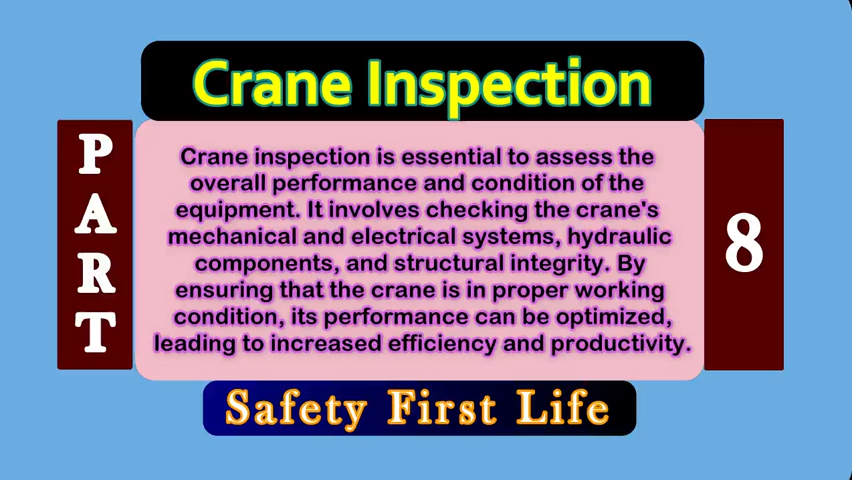 Crane Inspection
PART
Crane inspection is essential to assess the
overall performance and condition of the
equipment. It involves checking the crane's
mechanical and electrical systems, hydraulic
components, and structural integrity. By
ensuring that the crane is in proper working
condition, its performance can be optimized,
leading to increased efficiency and productivity.
8
Safety First Life